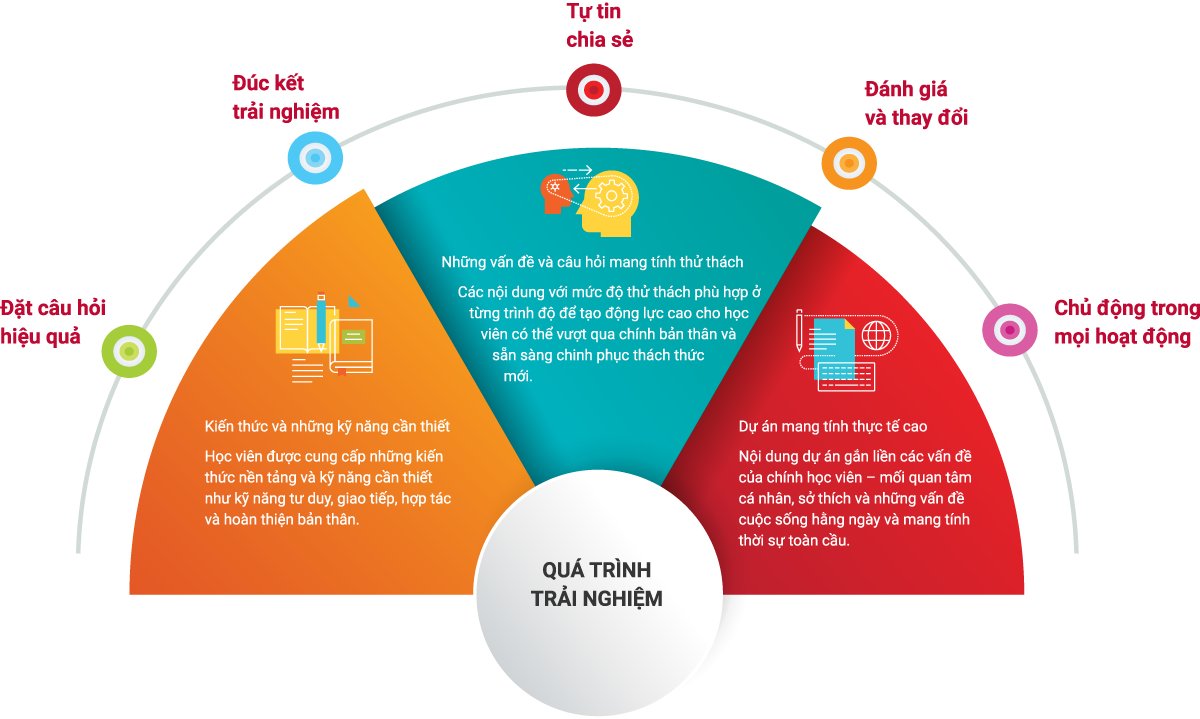 Tự tin
chia sẻ
Đúc kết
trải nghiệm
Đánh giá
và thay đổi
Đặt câu hỏi
hiệu quả
Chủ động trong
mọi hoạt động
Những vấn đề và câu hỏi mang tính thử thách
Các nội dung với mức độ thử thách phù hợp ở
từng trình độ để tạo động lực cao cho học
viên có thể vượt qua chính bản thân và
sẵn sàng chinh phục thách thức
mới.
Kiến thức và những kỹ năng cần thiết
Học viên được cung cấp những kiến
thức nền tảng và kỹ năng cần thiết
như kỹ năng tư duy, giao tiếp, hợp tác
và hoàn thiện bản thân.
Dự án mang tính thực tế cao
Nội dung dự án gắn liền các vấn đề
của chính học viên – mối quan tâm
cá nhân, sở thích và những vấn đề
cuộc sống hằng ngày và mang tính
thời sự toàn cầu.
QUÁ TRÌNH
TRẢI NGHIỆM